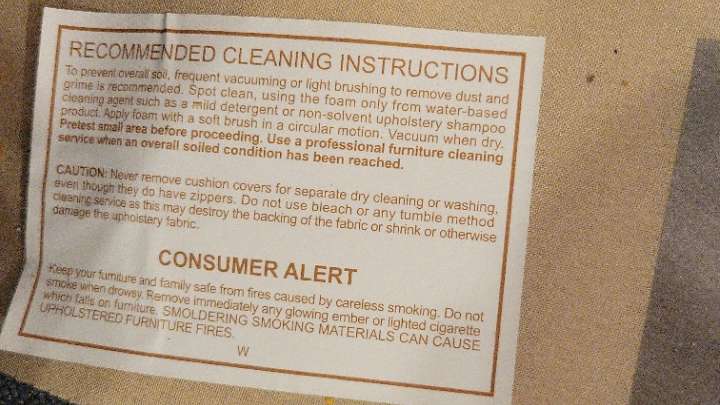 RECOMMENDED CLEANING INSTRUCTIONS
To prevent overall soil, frequent vacuuming or light brushing to remove dust and
grime is recommended. Spot clean, using the foam only from water-based
cleaning agent such as a mild detergent or non-solvent upholstery shampoo
product. Apply foam with a soft brush in a circular motion. Vacuum when dry.
Pretest small area before proceeding. Use a professional furniture cleaning
service when an overall soiled condition has been reached.
CAUTION: Never remove cushion covers for separate dry cleaning or washing,
even though they do have zippers. Do not use bleach or any tumble method
cleaning service as this may destroy the backing of the fabric or shrink or otherwise
damage the upholstery fabric.
CONSUMER ALERT
Keep your furniture and family safe from fires caused by careless smoking. Do not
smoke when drowsy. Remove immediately any glowing ember or lighted cigarette
which falls on furniture. SMOLDERING SMOKING MATERIALS CAN CAUSE
UPHOLSTERED FURNITURE FIRES.
W